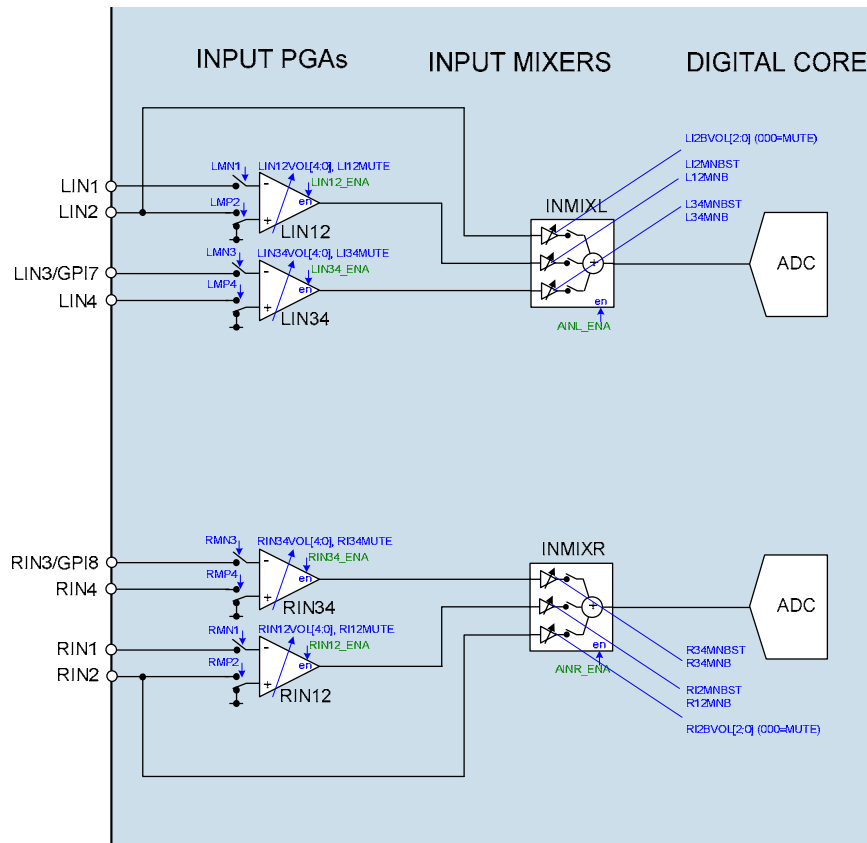 INPUT PGAs
INPUT MIXERS
DIGITAL CORE
LI2BVOL[2:0] (000=MUTE)
LMN1
LIN12VOL[4:0], LI12MUTE
LI2MNBST
L12MNB
LIN1
-
en
LIN12_ENA
LMP2
LIN2
+
LIN12
INMIXL
L34MNBST
L34MNB
LMN3
LIN34VOL[4:0], LI34MUTE
LIN3/GPI7
-
en
LIN34_ENA
+
ADC
LMP4
LIN4
+
LIN34
en
AINL_ENA
RMN3
RIN34VOL[4:0], RI34MUTE
INMIXR
RIN3/GPI8
-
en
RIN34_ENA
RMP4
RIN4
+
RIN34
+
ADC
RMN1
RIN12VOL[4:0], RI12MUTE
RIN1
-
en
RIN12_ENA
en
R34MNBST
R34MNB
RMP2
RIN2
+
RIN12
AINR_ENA
RI2MNBST
R12MNB
RI2BVOL[2:0] (000=MUTE)